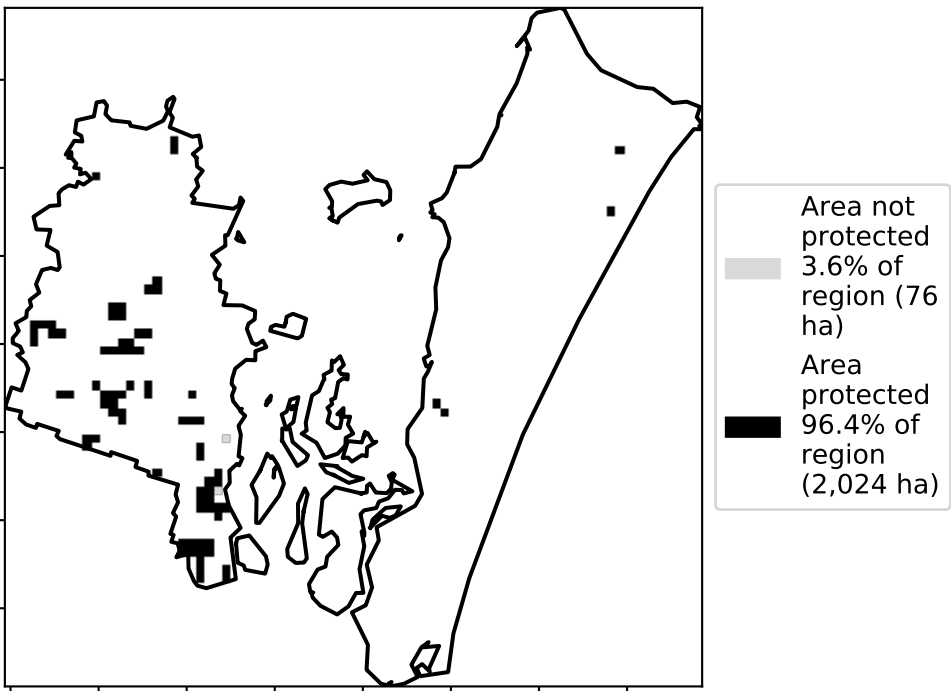 Area not
protected
3.6% of
region (76
ha)
Area
protected
96.4% of
region
(2,024 ha)